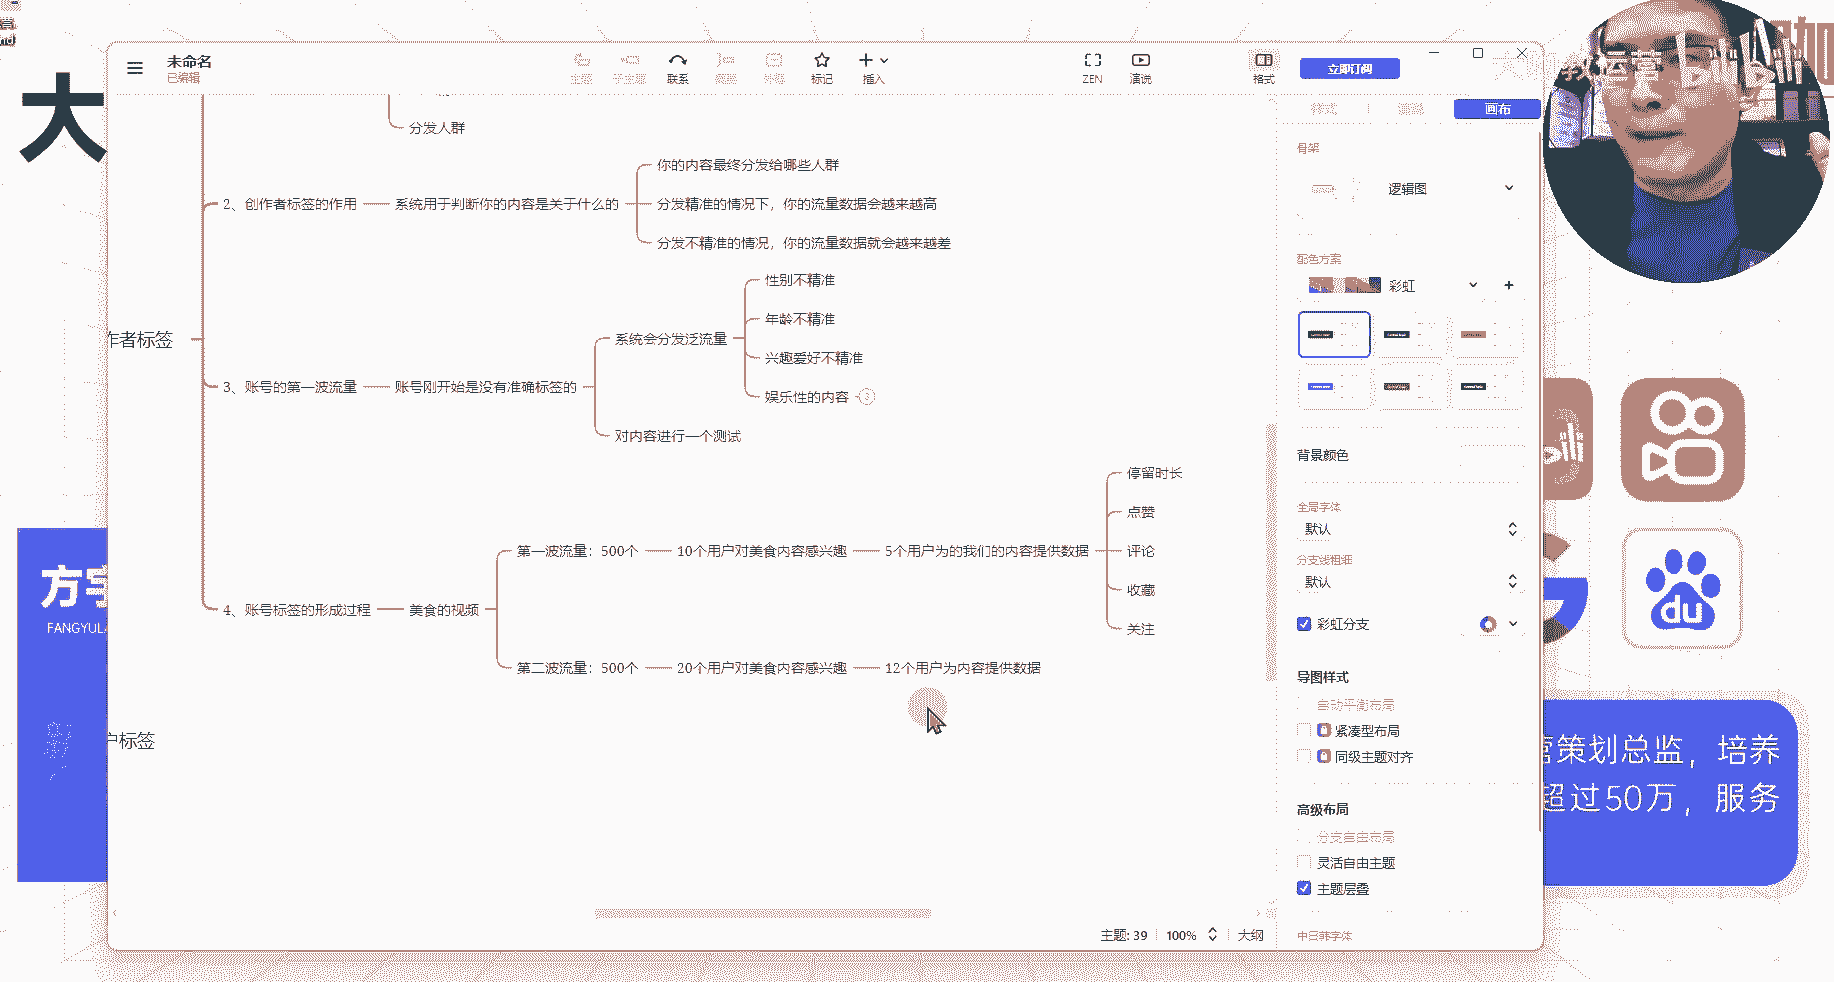 大
未命名
已编辑
主题
子主题
联系
概要
外框
标记
插入
ZEN
演说
格式
立即订阅
样式
画布
分发人群
2、创作者标签的作用
系统用于判断你的内容是关于什么的
你的内容最终分发给哪些人群
分发精准的情况下，你的流量数据会越来越高
分发不精准的情况，你的流量数据就会越来越差
作者标签
3、账号的第一波流量
账号刚开始是没有准确标签的
系统会分发泛流量
性别不精准
年龄不精准
兴趣爱好不精准
娱乐性的内容
3
对内容进行一个测试
4、账号标签的形成过程
美食的视频
第一波流量：500个
10个用户对美食内容感兴趣
5个用户为的我们的内容提供数据
停留时长
点赞
评论
收藏
关注
第二波流量：500个
20个用户对美食内容感兴趣
12个用户为内容提供数据
户标签
骨架
逻辑图
配色方案
彩虹
背景颜色
全局字体
默认
分支线粗细
默认
彩虹分支
导图样式
自动平衡布局
紧凑型布局
同级主题对齐
高级布局
分支自由布局
灵活自由主题
主题层叠
中日韩字体
主题: 39
100%
大纲
方宇
FANGYUL
du
营策划总监，培养
超过50万，服务